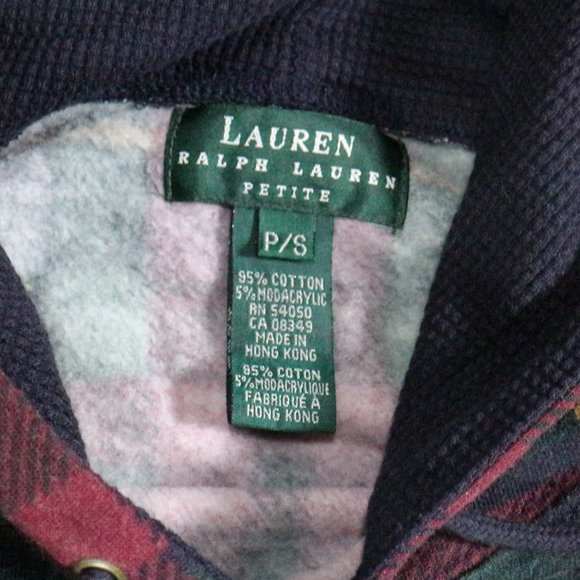 LAUREN
RALPH LAUREN
PETITE
P/S
95% COTTON
5% MODACRYLIC
RN 54050
CA 08349
MADE IN
HONG KONG
95% COTTON
5% MODACRYLIQUE
FABRIQUÉ À
HONG KONG